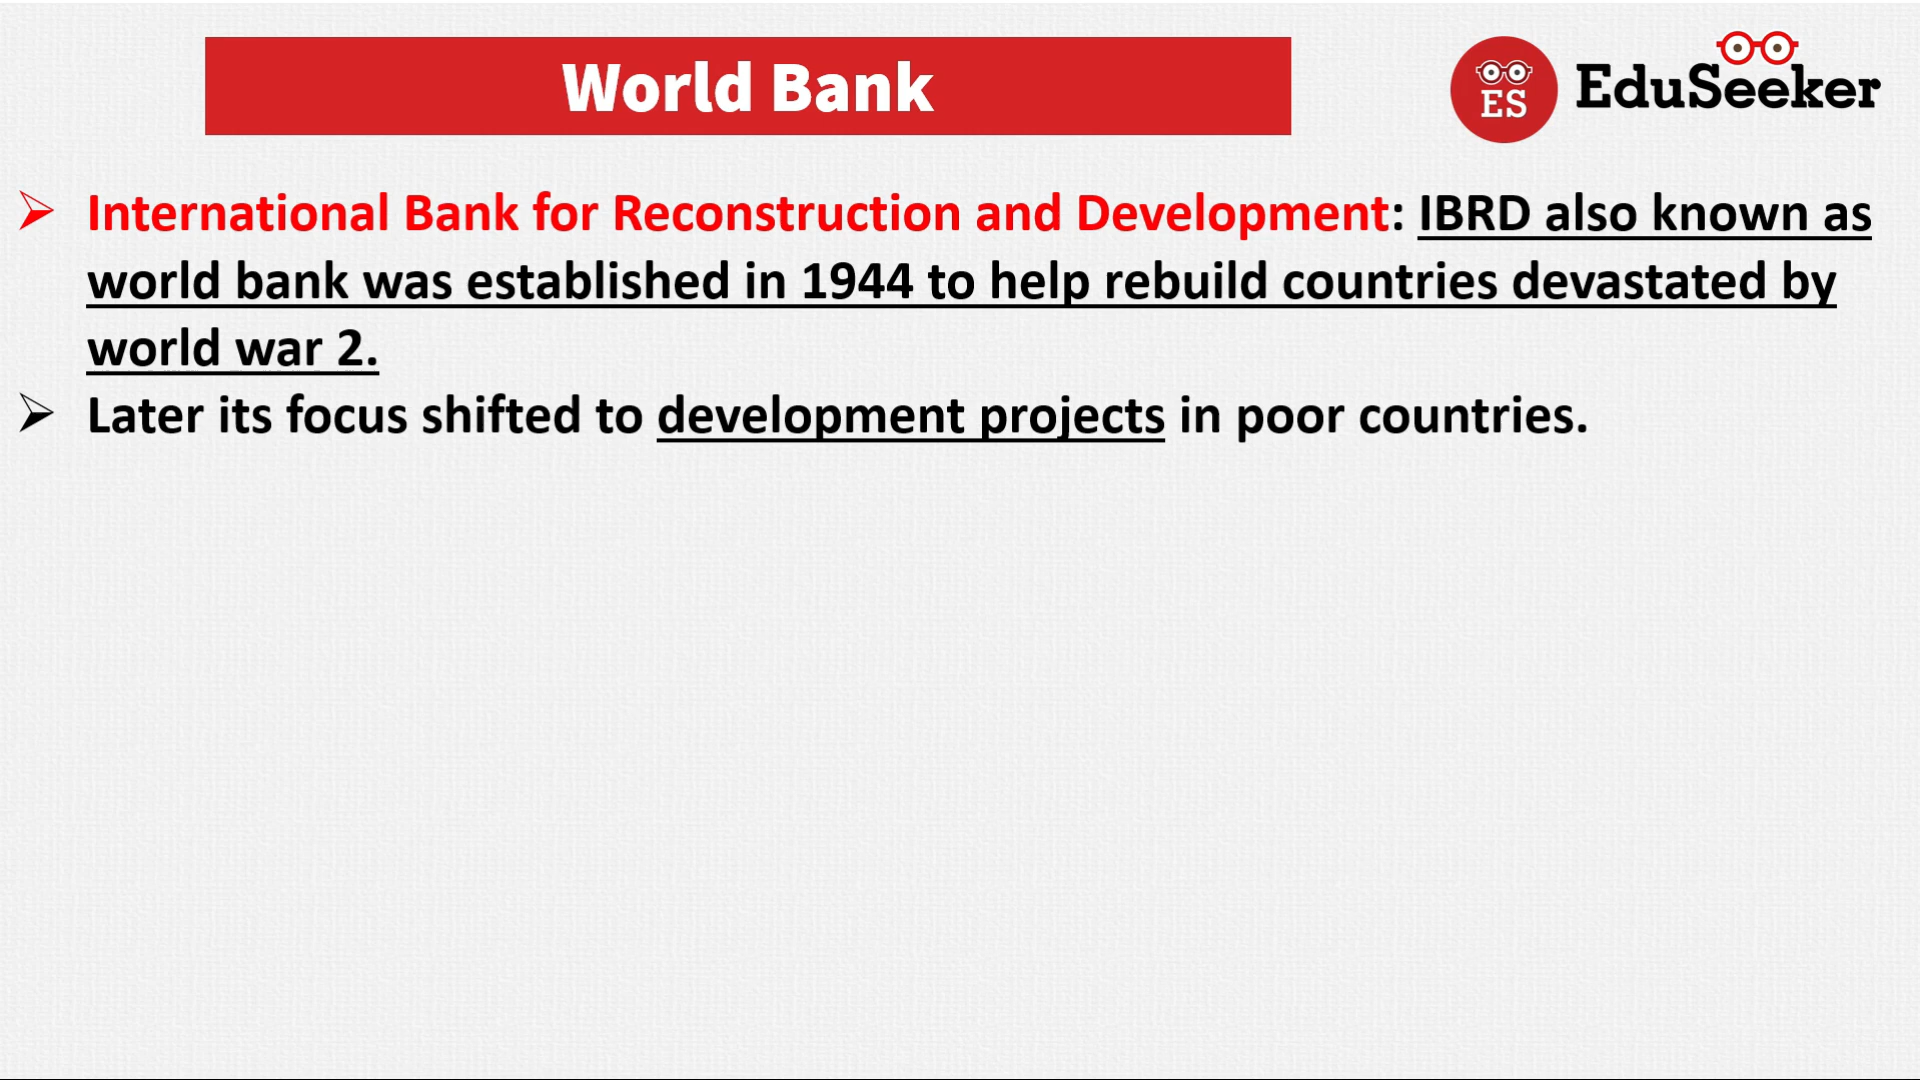 World Bank
ES
EduSeeker
➢ International Bank for Reconstruction and Development: IBRD also known as
world bank was established in 1944 to help rebuild countries devastated by
world war 2.
➢ Later its focus shifted to development projects in poor countries.